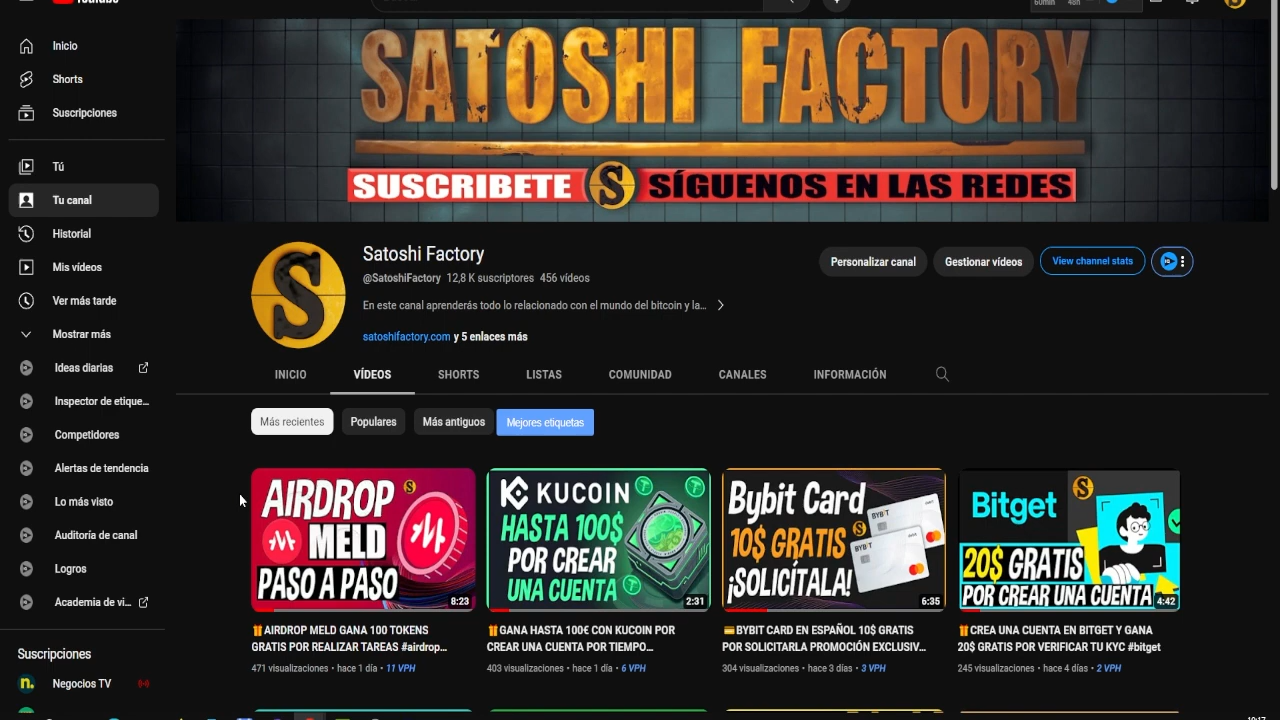 60min 48h
SATOSHI FACTORY
SUSCRIBETE S SÍGUENOS EN LAS REDES
Inicio
Shorts
Suscripciones
Tú
Tu canal
Historial
Mis vídeos
Ver más tarde
Mostrar más
Ideas diarias
Inspector de etique...
Competidores
Alertas de tendencia
Lo más visto
Auditoría de canal
Logros
Academia de vi...
Suscripciones
n. Negocios TV
S
Satoshi Factory
@SatoshiFactory 12,8 K suscriptores 456 vídeos
En este canal aprenderás todo lo relacionado con el mundo del bitcoin y la...
satoshifactory.com y 5 enlaces más
Personalizar canal
Gestionar vídeos
View channel stats
INICIO VÍDEOS SHORTS LISTAS COMUNIDAD CANALES INFORMACIÓN
Más recientes Populares Más antiguos Mejores etiquetas
AIRDROP
MELD
PASO A PASO
8:23
AIRDROP MELD GANA 100 TOKENS
GRATIS POR REALIZAR TAREAS #airdrop...
471 visualizaciones • hace 1 día • 11 VPH
KUCOIN
HASTA 100$
POR CREAR
UNA CUENTA
2:31
GANA HASTA 100€ CON KUCOIN POR
CREAR UNA CUENTA POR TIEMPO...
403 visualizaciones • hace 1 día • 6 VPH
Bybit Card
10$ GRATIS
¡SOLICÍTALA!
BYBIT
BYBIT
6:35
BYBIT CARD EN ESPAÑOL 10$ GRATIS
POR SOLICITARLA PROMOCIÓN EXCLUSIV...
304 visualizaciones • hace 3 días • 3 VPH
Bitget
20$ GRATIS
POR CREAR UNA CUENTA
4:42
CREA UNA CUENTA EN BITGET Y GANA
20$ GRATIS POR VERIFICAR TU KYC #bitget
245 visualizaciones • hace 4 días • 2 VPH